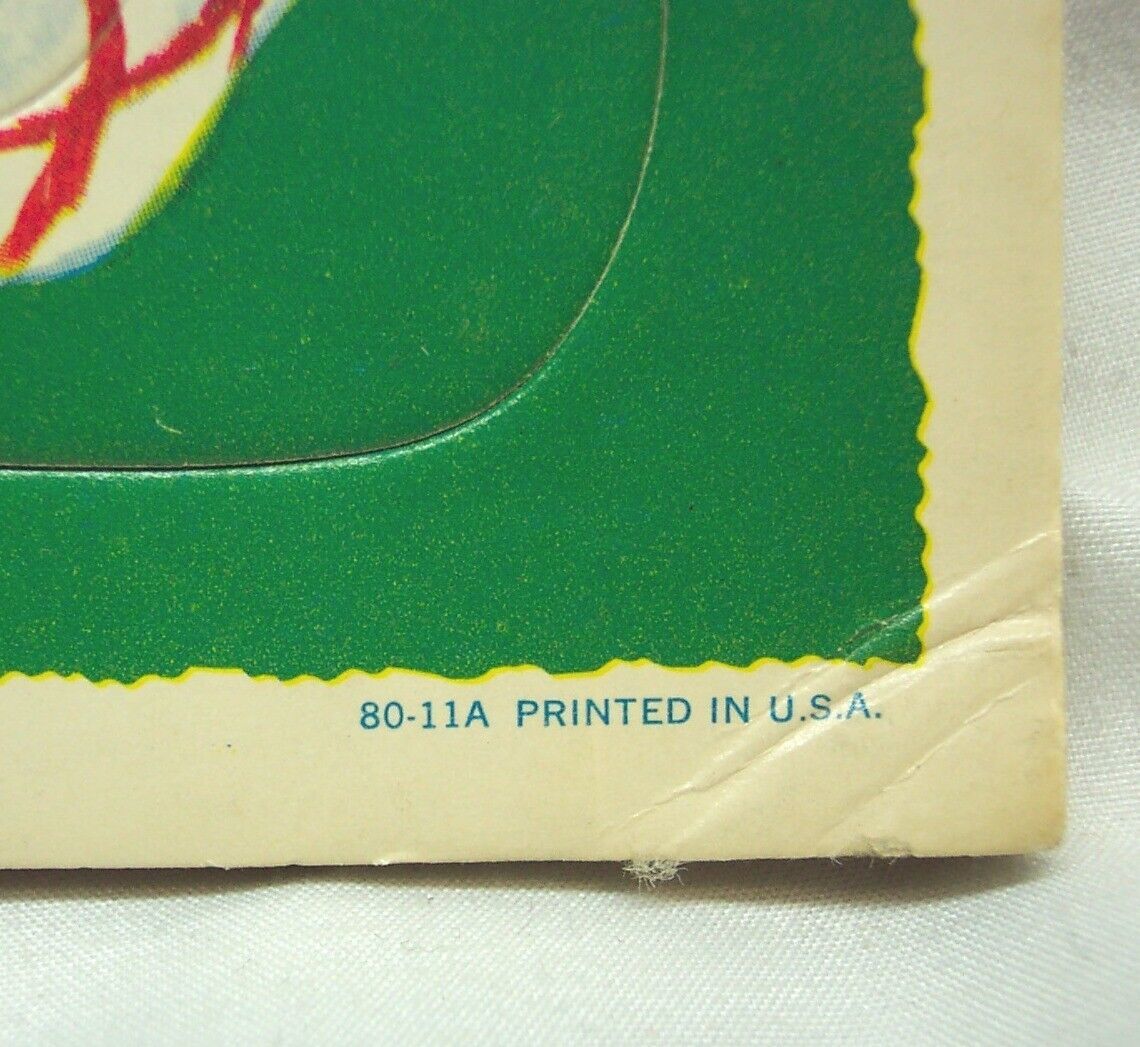 80-11A PRINTED IN U.S.A.